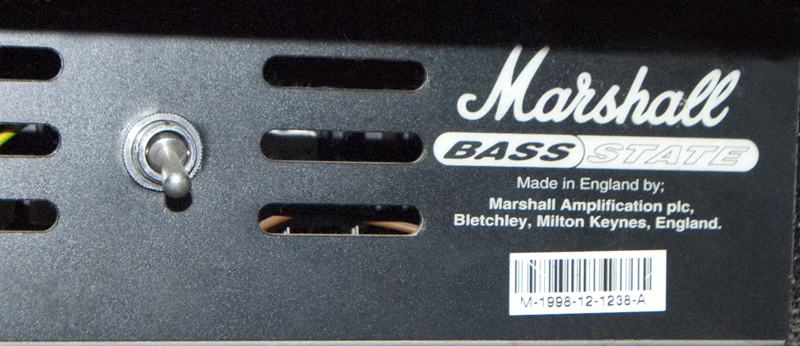 Marshall
BASS STATE
Made in England by;
Marshall Amplification plc,
Bletchley, Milton Keynes, England.
M-1998-12-1238-A